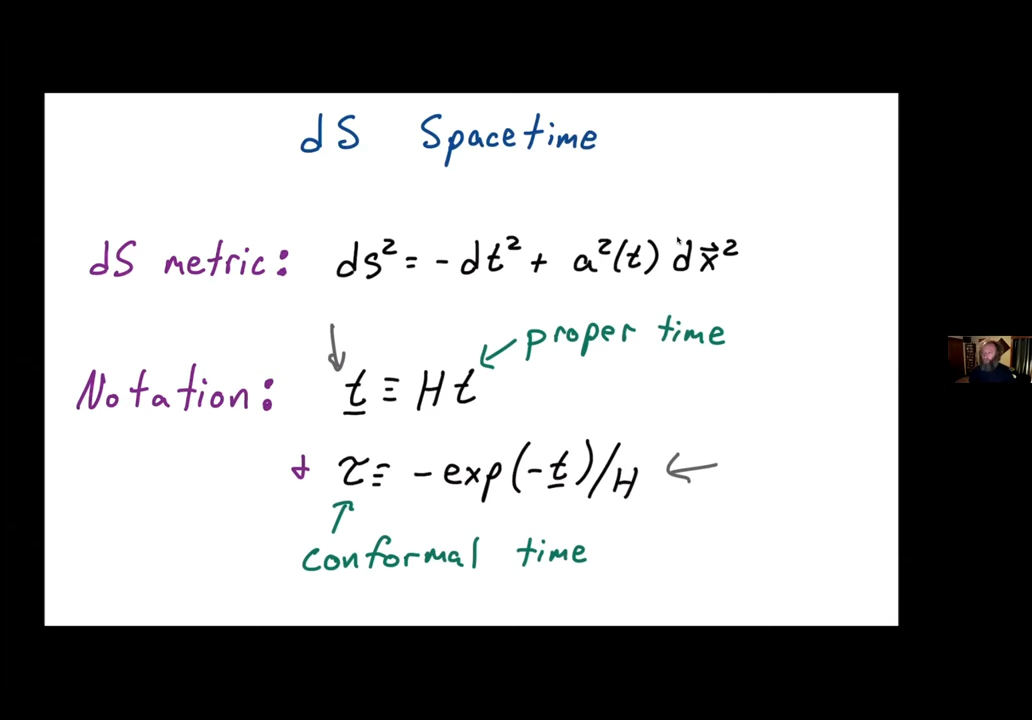 dS Spacetime
dS metric: ds² = - dt² + a²(t) dx⃗²
proper time
Notation: t̲ ≡ Ht
+ τ ≡ - exp(-t̲)/H
conformal time